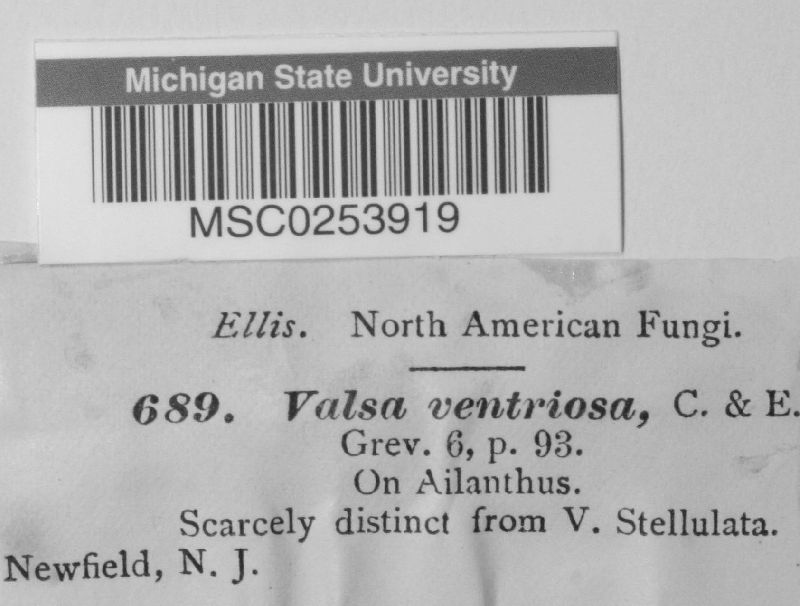 Michigan State University
MSC0253919
Ellis. North American Fungi.
689. Valsa ventriosa, C. & E.
Grev. 6, p. 93.
On Ailanthus.
Scarcely distinct from V. Stellulata.
Newfield, N. J.